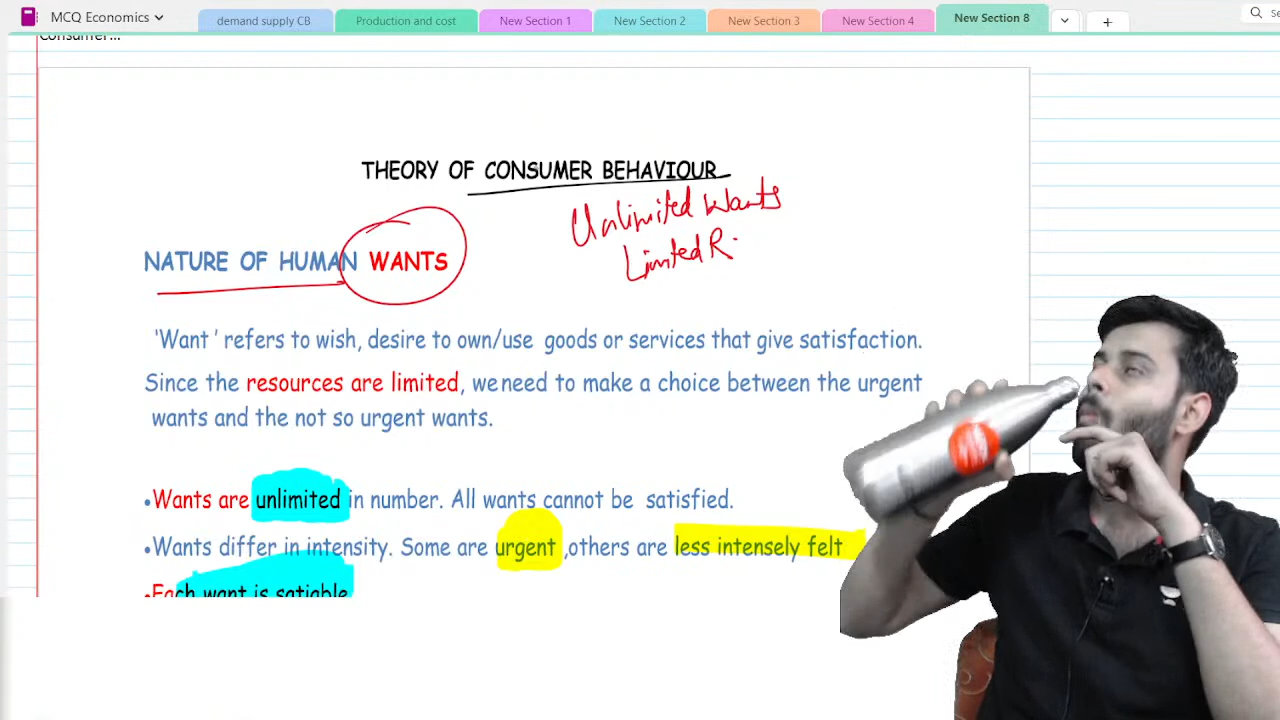 MCQ Economics
demand supply CB
Production and cost
New Section 1
New Section 2
New Section 3
New Section 4
New Section 8
Consumer...
THEORY OF CONSUMER BEHAVIOUR
Unlimited Wants
Limited R
NATURE OF HUMAN WANTS
'Want ' refers to wish, desire to own/use goods or services that give satisfaction.
Since the resources are limited, we need to make a choice between the urgent
wants and the not so urgent wants.
•Wants are unlimited in number. All wants cannot be satisfied.
•Wants differ in intensity. Some are urgent ,others are less intensely felt
•Each want is satiable